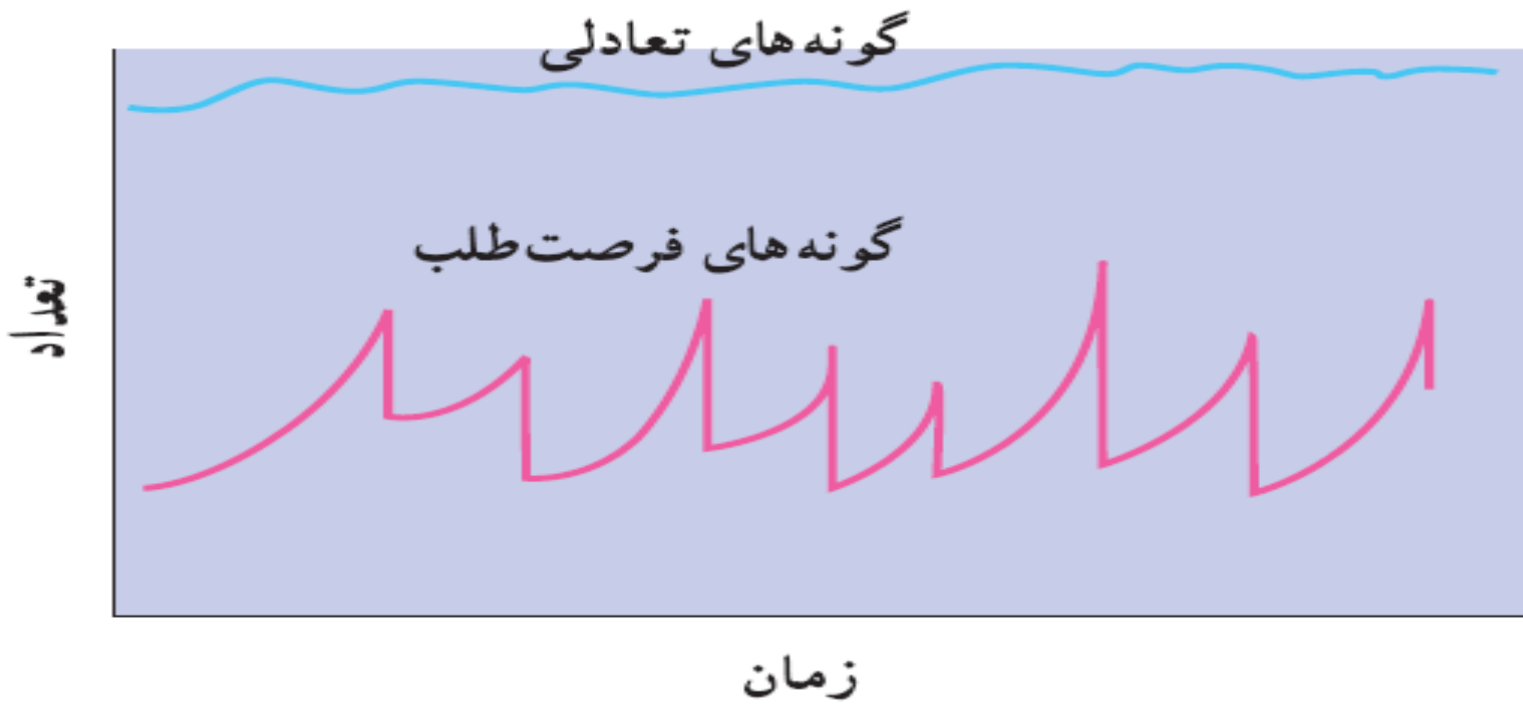 گونه‌های تعادلی
گونه‌های فرصت‌طلب
تعداد
زمان